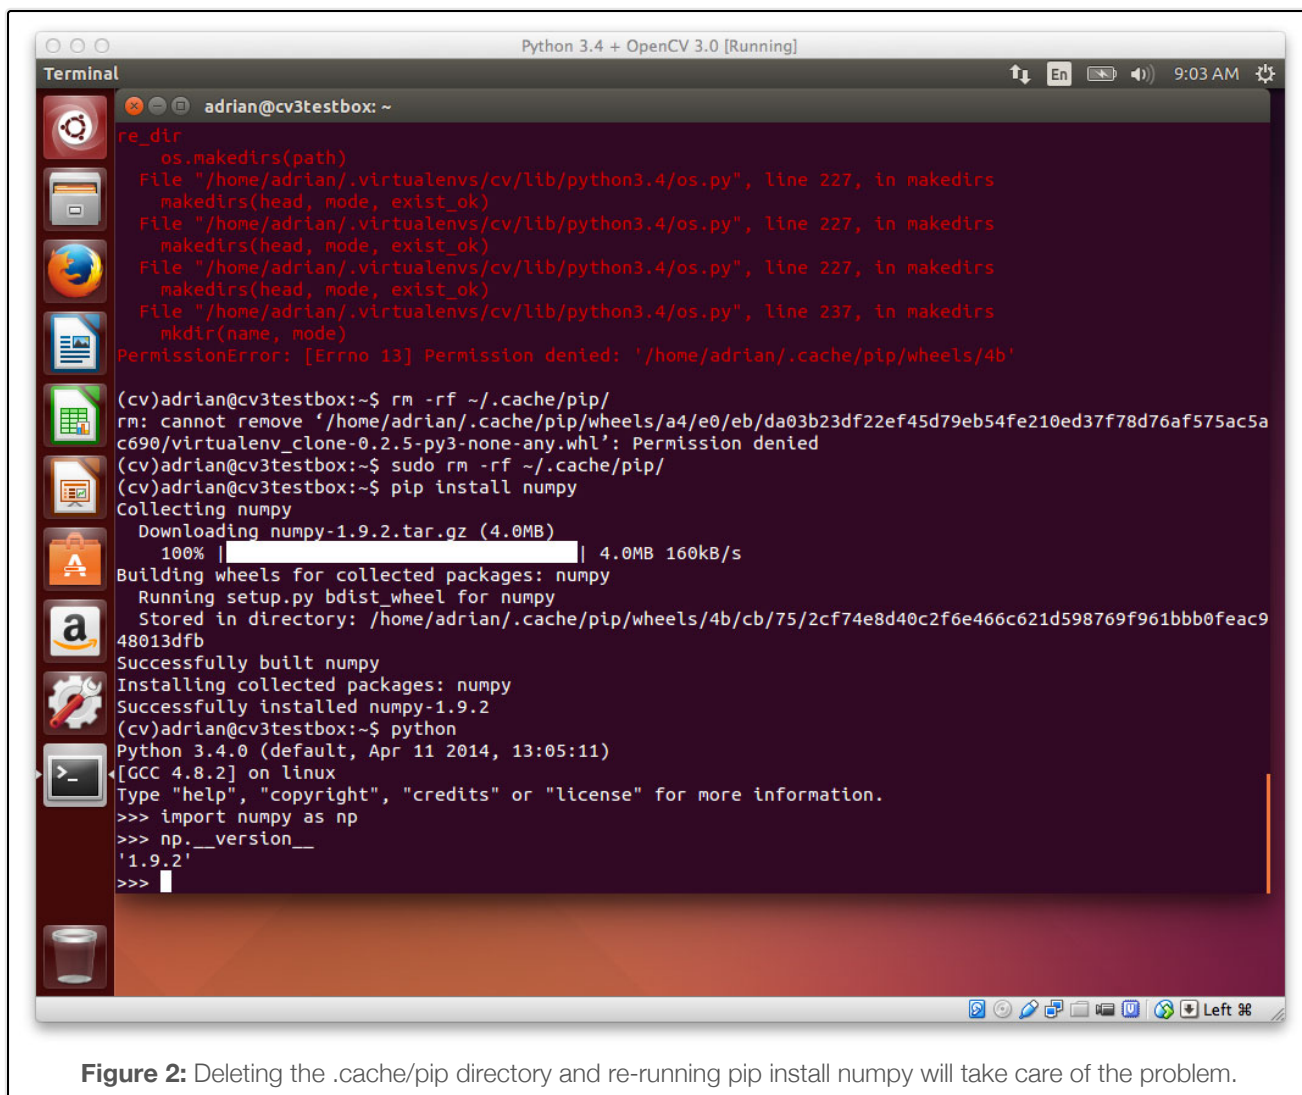 Python 3.4 + OpenCV 3.0 [Running]
Terminal
En
9:03 AM
adrian@cv3testbox: ~
re_dir
    os.makedirs(path)
  File "/home/adrian/.virtualenvs/cv/lib/python3.4/os.py", line 227, in makedirs
    makedirs(head, mode, exist_ok)
  File "/home/adrian/.virtualenvs/cv/lib/python3.4/os.py", line 227, in makedirs
    makedirs(head, mode, exist_ok)
  File "/home/adrian/.virtualenvs/cv/lib/python3.4/os.py", line 227, in makedirs
    makedirs(head, mode, exist_ok)
  File "/home/adrian/.virtualenvs/cv/lib/python3.4/os.py", line 237, in makedirs
    mkdir(name, mode)
PermissionError: [Errno 13] Permission denied: '/home/adrian/.cache/pip/wheels/4b'
(cv)adrian@cv3testbox:~$ rm -rf ~/.cache/pip/
rm: cannot remove ‘/home/adrian/.cache/pip/wheels/a4/e0/eb/da03b23df22ef45d79eb54fe210ed37f78d76af575ac5a
c690/virtualenv_clone-0.2.5-py3-none-any.whl’: Permission denied
(cv)adrian@cv3testbox:~$ sudo rm -rf ~/.cache/pip/
(cv)adrian@cv3testbox:~$ pip install numpy
Collecting numpy
  Downloading numpy-1.9.2.tar.gz (4.0MB)
    100% | | 4.0MB 160kB/s
Building wheels for collected packages: numpy
  Running setup.py bdist_wheel for numpy
  Stored in directory: /home/adrian/.cache/pip/wheels/4b/cb/75/2cf74e8d40c2f6e466c621d598769f961bbb0feac9
48013dfb
Successfully built numpy
Installing collected packages: numpy
Successfully installed numpy-1.9.2
(cv)adrian@cv3testbox:~$ python
Python 3.4.0 (default, Apr 11 2014, 13:05:11)
[GCC 4.8.2] on linux
Type "help", "copyright", "credits" or "license" for more information.
>>> import numpy as np
>>> np.__version__
'1.9.2'
>>>
Left ⌘
Figure 2: Deleting the .cache/pip directory and re-running pip install numpy will take care of the problem.